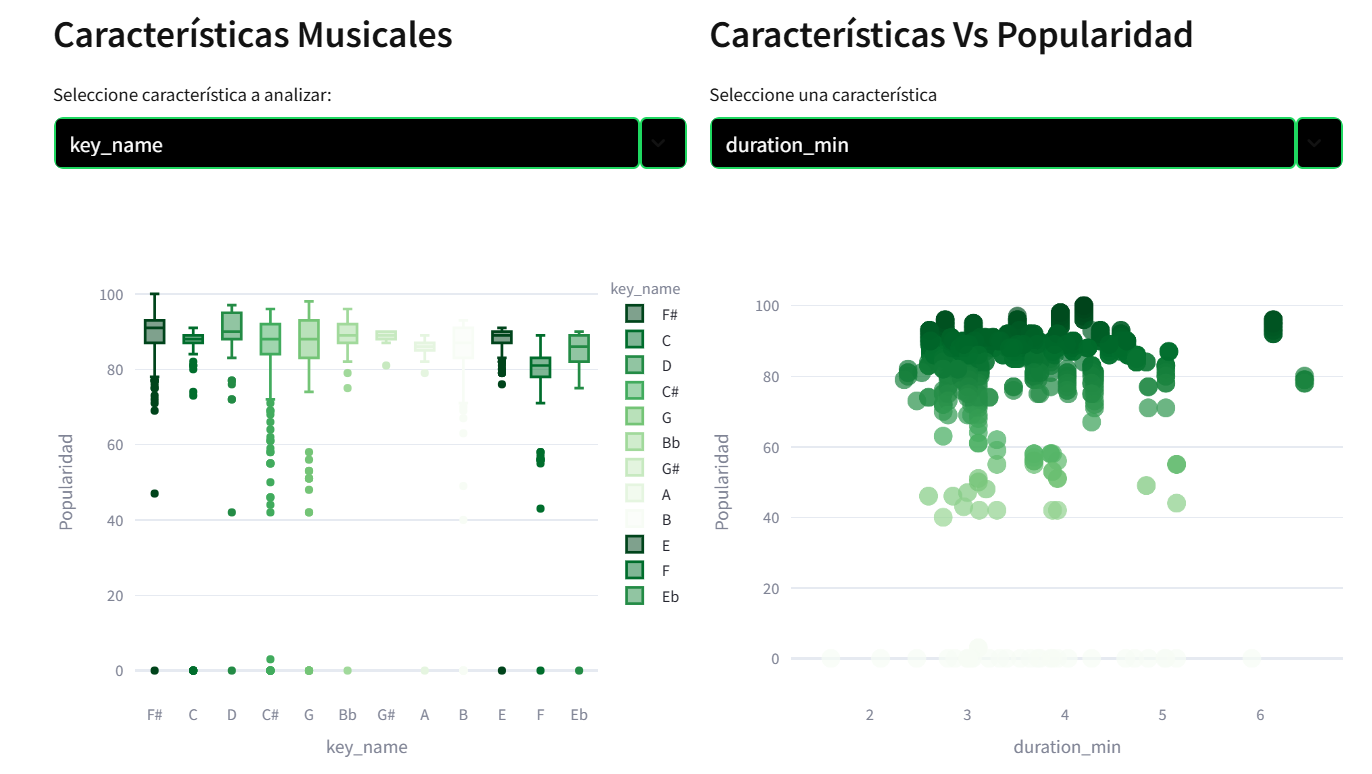 Características Musicales
Seleccione característica a analizar:
key_name
100
80
60
40
20
0
Popularidad
F# C D C# G Bb G# A B E F Eb
key_name
key_name
F#
C
D
C#
G
Bb
G#
A
B
E
F
Eb
Características Vs Popularidad
Seleccione una característica
duration_min
100
80
60
40
20
0
Popularidad
2 3 4 5 6
duration_min